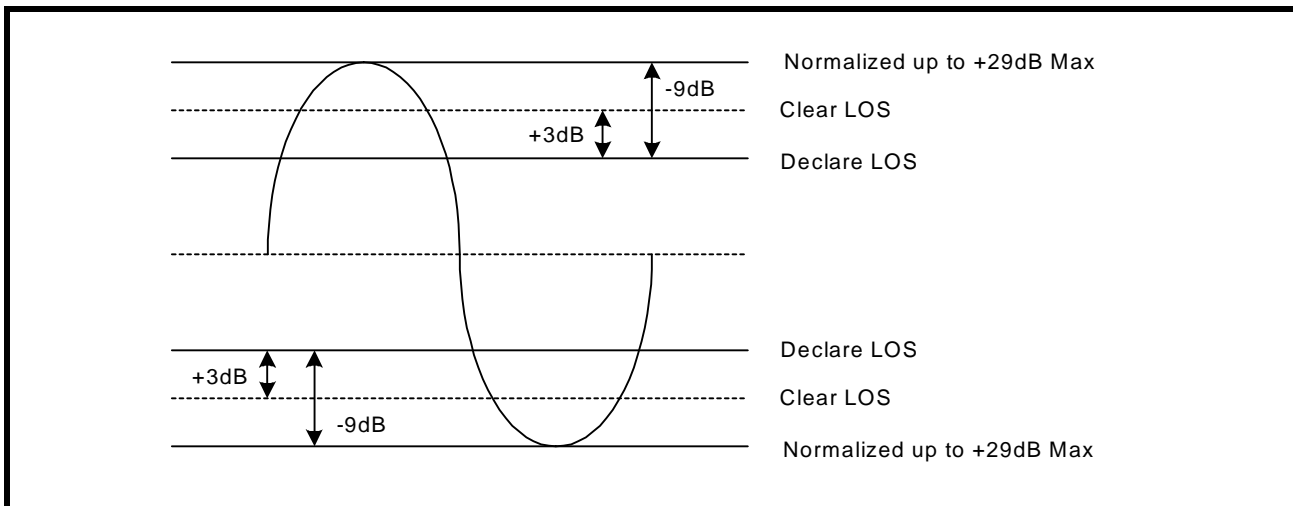 Normalized up to +29dB Max
-9dB
Clear LOS
+3dB
Declare LOS
Declare LOS
+3dB
Clear LOS
-9dB
Normalized up to +29dB Max